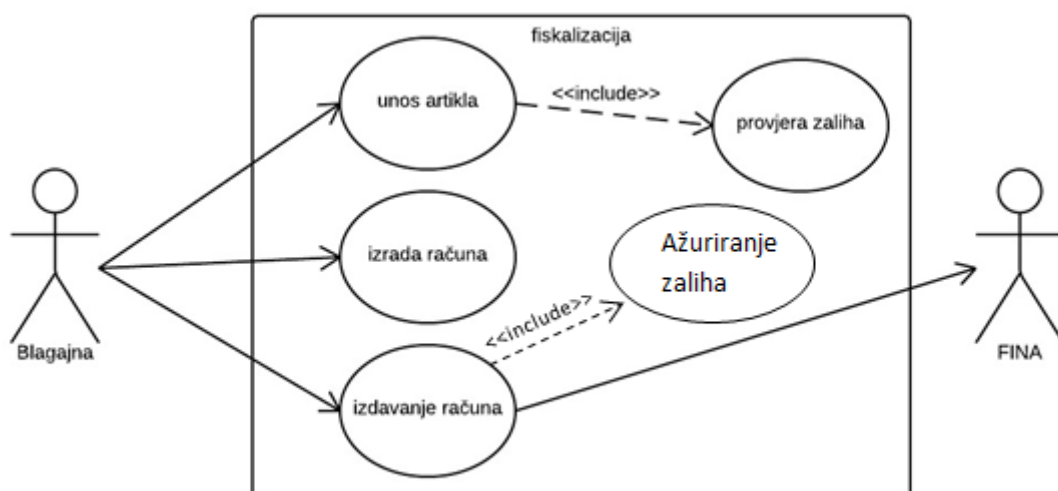 fiskalizacija
unos artikla
<<include>>
provjera zaliha
izrada računa
Ažuriranje
zaliha
<<include>>
izdavanje računa
Blagajna
FINA